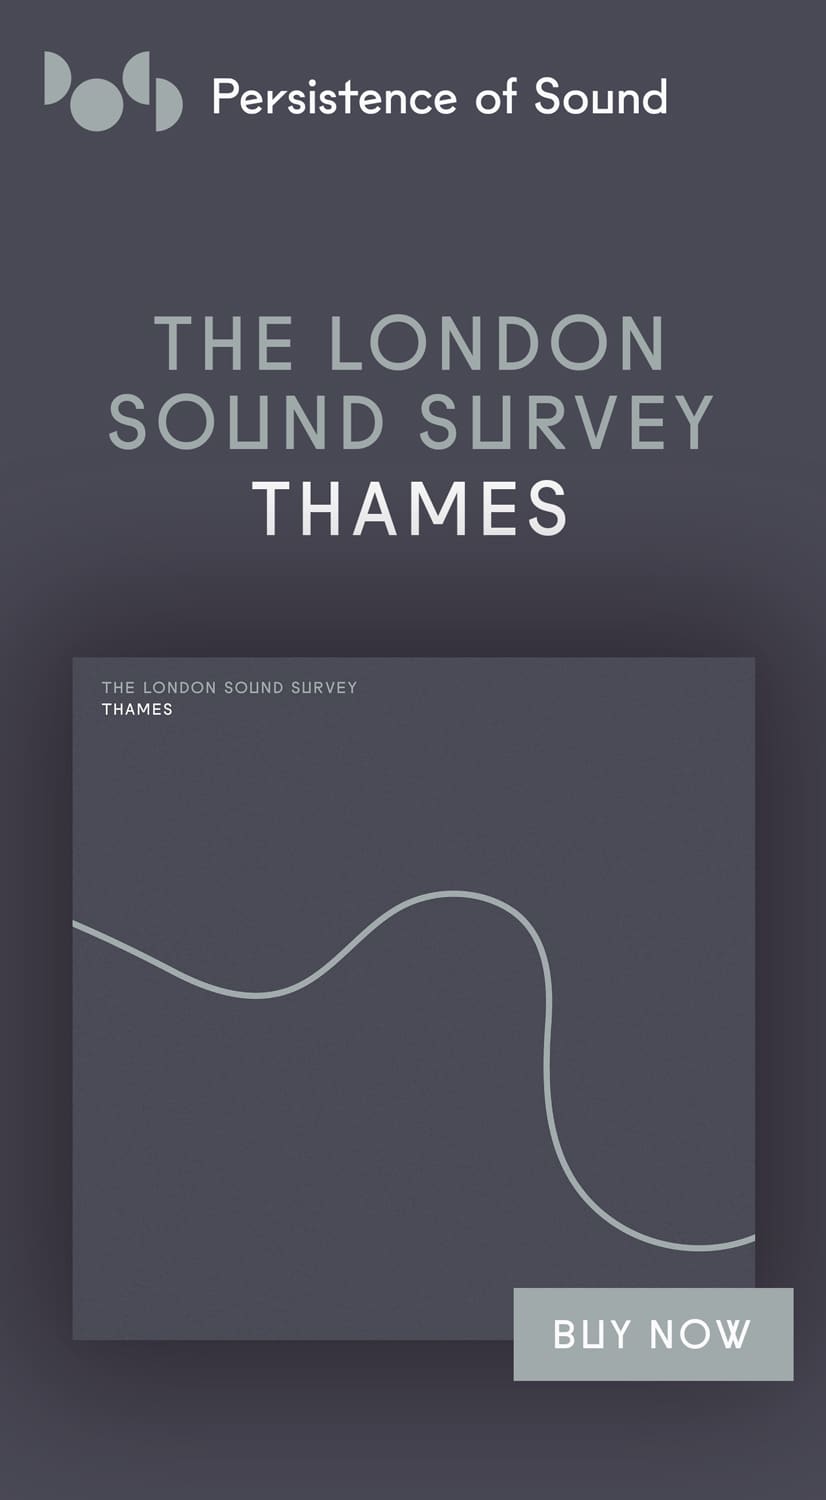 Persistence of Sound
THE LONDON
SOUND SURVEY
THAMES
THE LONDON SOUND SURVEY
THAMES
BUY NOW